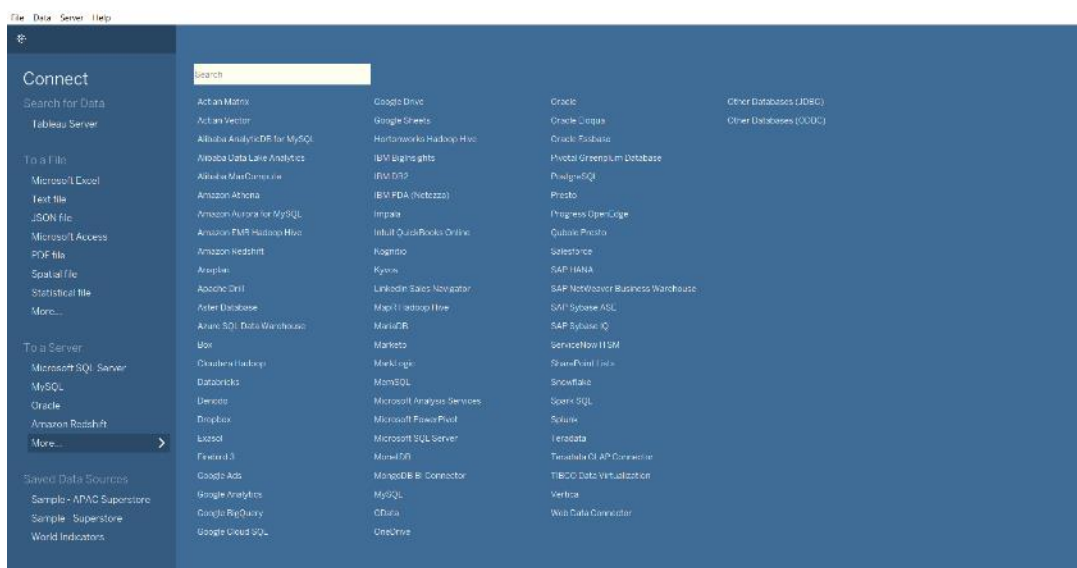 File Data Server Help
Connect
Search for Data
Tableau Server
To a File
Microsoft Excel
Text file
JSON file
Microsoft Access
PDF file
Spatial file
Statistical file
More...
To a Server
Microsoft SQL Server
MySQL
Oracle
Amazon Redshift
More...
Saved Data Sources
Sample - APAC Superstore
Sample - Superstore
World Indicators
Search
Actian Matrix
Actian Vector
Alibaba AnalyticDB for MySQL
Alibaba Data Lake Analytics
Alibaba MaxCompute
Amazon Athena
Amazon Aurora for MySQL
Amazon EMR Hadoop Hive
Amazon Redshift
Anaplan
Apache Drill
Aster Database
Azure SQL Data Warehouse
Box
Cloudera Hadoop
Databricks
Denodo
Dropbox
Exasol
Firebird 3
Google Ads
Google Analytics
Google BigQuery
Google Cloud SQL
Google Drive
Google Sheets
Hortonworks Hadoop Hive
IBM BigInsights
IBM DB2
IBM PDA (Netezza)
Impala
Intuit QuickBooks Online
Kognitio
Kyvos
LinkedIn Sales Navigator
MapR Hadoop Hive
MariaDB
Marketo
MarkLogic
MemSQL
Microsoft Analysis Services
Microsoft PowerPivot
Microsoft SQL Server
MonetDB
MongoDB BI Connector
MySQL
OData
OneDrive
Oracle
Oracle Eloqua
Oracle Essbase
Pivotal Greenplum Database
PostgreSQL
Presto
Progress OpenEdge
Qubole Presto
Salesforce
SAP HANA
SAP NetWeaver Business Warehouse
SAP Sybase ASE
SAP Sybase IQ
ServiceNow ITSM
SharePoint Lists
Snowflake
Spark SQL
Splunk
Teradata
Teradata OLAP Connector
TIBCO Data Virtualization
Vertica
Web Data Connector
Other Databases (JDBC)
Other Databases (ODBC)